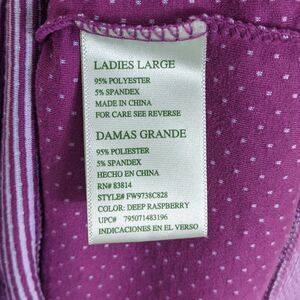 LADIES LARGE
95% POLYESTER
5% SPANDEX
MADE IN CHINA
FOR CARE SEE REVERSE
DAMAS GRANDE
95% POLIESTER
5% SPANDEX
HECHO EN CHINA
RN# 83814
STYLE# FW9738C828
COLOR: DEEP RASPBERRY
UPC# 795071483196
INDICACIONES EN EL VERSO